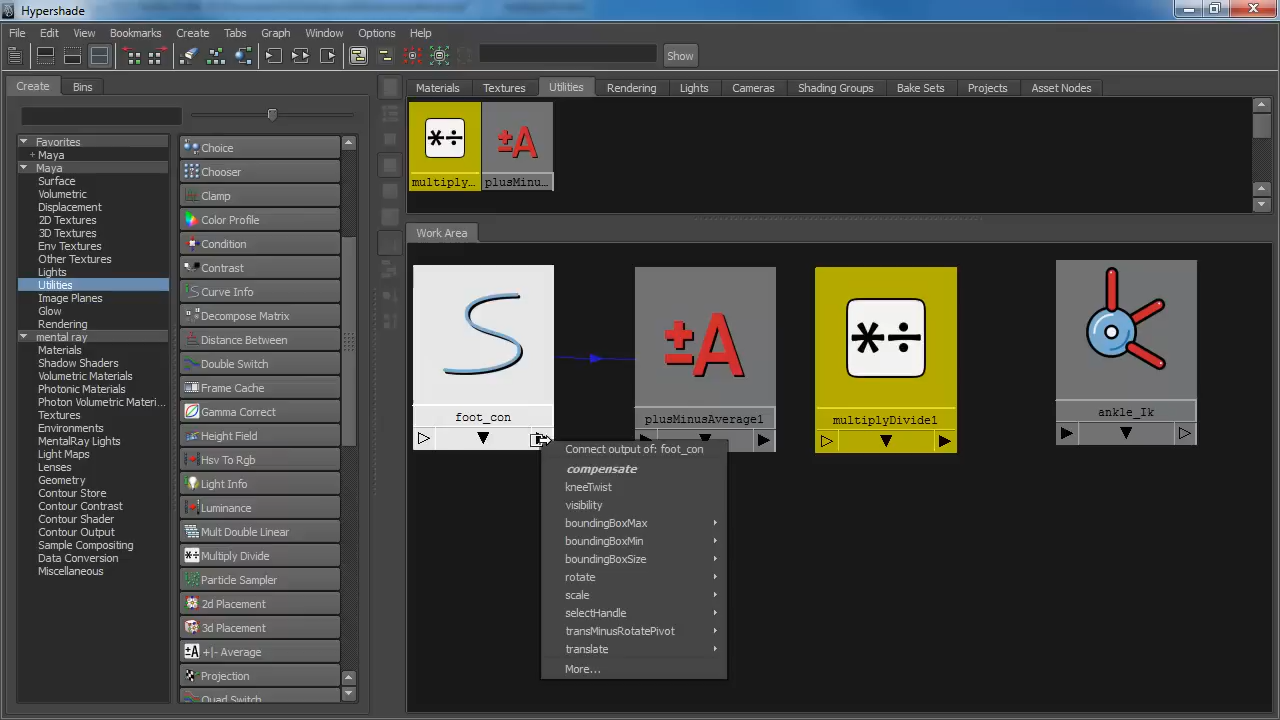 Hypershade
File Edit View Bookmarks Create Tabs Graph Window Options Help
Show
Create Bins
Materials Textures Utilities Rendering Lights Cameras Shading Groups Bake Sets Projects Asset Nodes
Favorites
+ Maya
Maya
Surface
Volumetric
Displacement
2D Textures
3D Textures
Env Textures
Other Textures
Lights
Utilities
Image Planes
Glow
Rendering
mental ray
Materials
Shadow Shaders
Volumetric Materials
Photonic Materials
Photon Volumetric Materi...
Textures
Environments
MentalRay Lights
Light Maps
Lenses
Geometry
Contour Store
Contour Combust
Contour Shader
Contour Output
Sample Compositing
Data Conversion
Miscellaneous
Choice
Chooser
Clamp
Color Profile
Condition
Contrast
Curve Info
Decompose Matrix
Distance Between
Double Switch
Frame Cache
Gamma Correct
Height Field
Hsv To Rgb
Light Info
Luminance
Mult Double Linear
Multiply Divide
Particle Sampler
2d Placement
3d Placement
±A +|- Average
Projection
Quad Switch
*÷ ±A
multiply... plusMinu...
Work Area
±A *÷
foot_con plusMinusAverage1 multiplyDivide1 ankle_Ik
Connect output of: foot_con
compensate
kneeTwist
visibility
boundingBoxMax
boundingBoxMin
boundingBoxSize
rotate
scale
selectHandle
transMinusRotatePivot
translate
More...